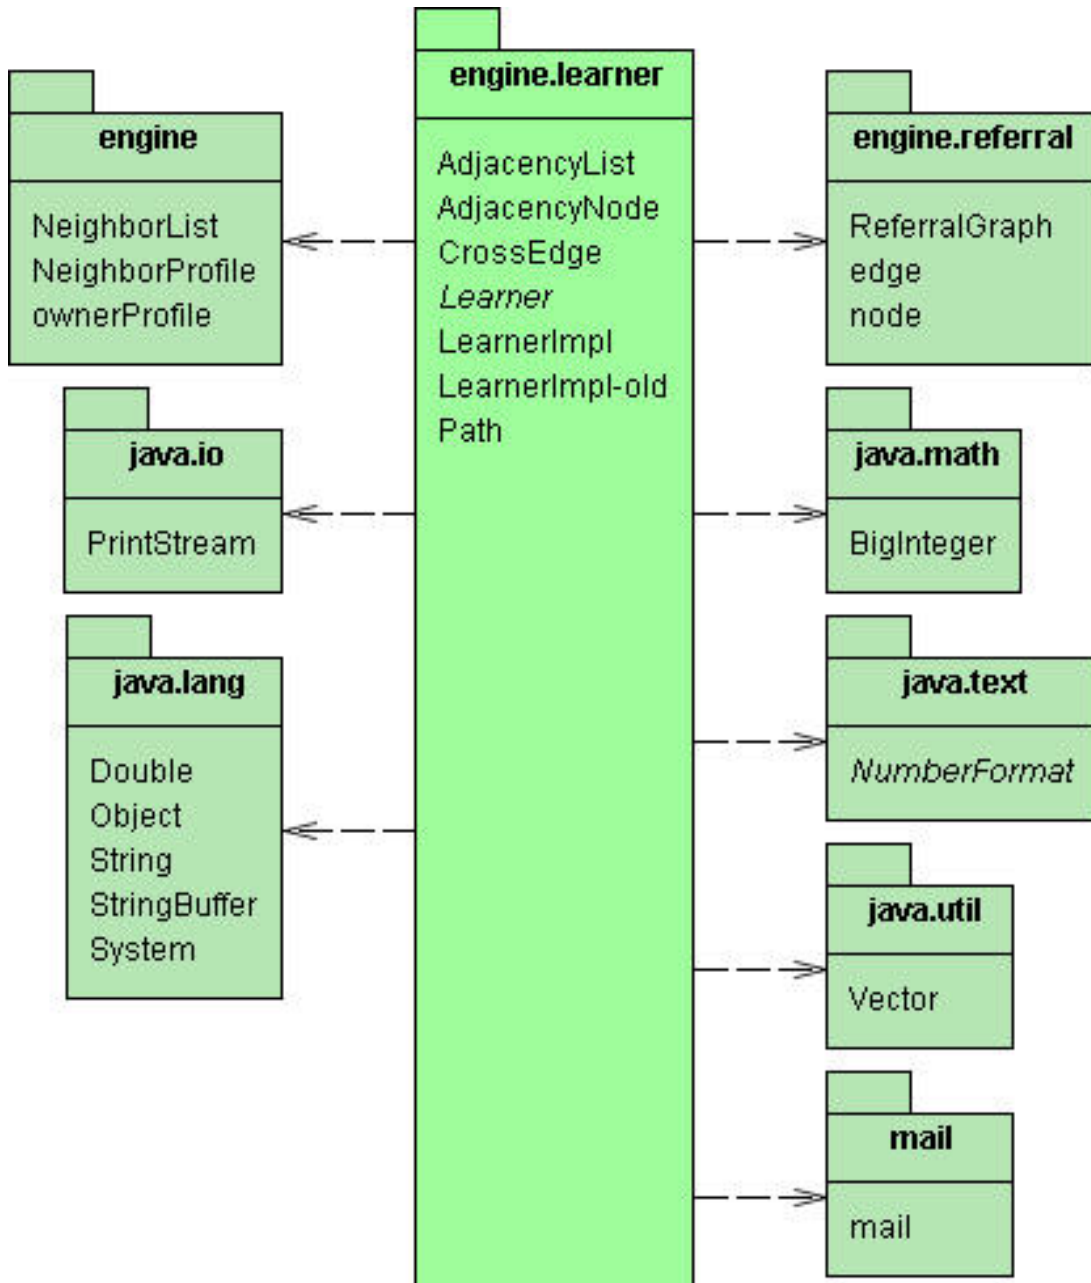 engine
NeighborList
NeighborProfile
ownerProfile
java.io
PrintStream
java.lang
Double
Object
String
StringBuffer
System
engine.learner
AdjacencyList
AdjacencyNode
CrossEdge
Learner
LearnerImpl
LearnerImpl-old
Path
engine.referral
ReferralGraph
edge
node
java.math
BigInteger
java.text
NumberFormat
java.util
Vector
mail
mail